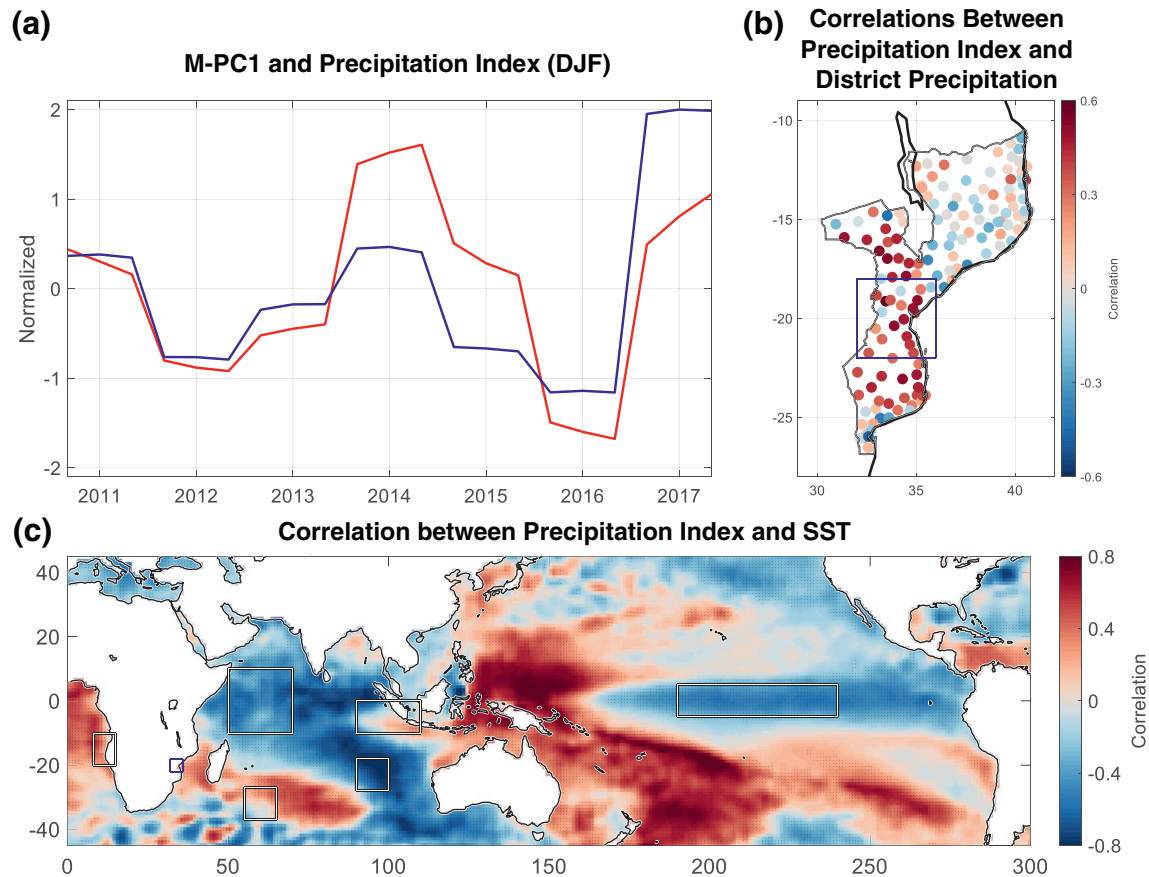 (a)
M-PC1 and Precipitation Index (DJF)
Normalized
2
1
0
-1
-2
2011 2012 2013 2014 2015 2016 2017
(b)
Correlations Between
Precipitation Index and
District Precipitation
-10
-15
-20
-25
30 35 40
0.6
0.3
0
-0.3
-0.6
Correlation
(c)
Correlation between Precipitation Index and SST
40
20
0
-20
-40
0 50 100 150 200 250 300
0.8
0.4
0
-0.4
-0.8
Correlation